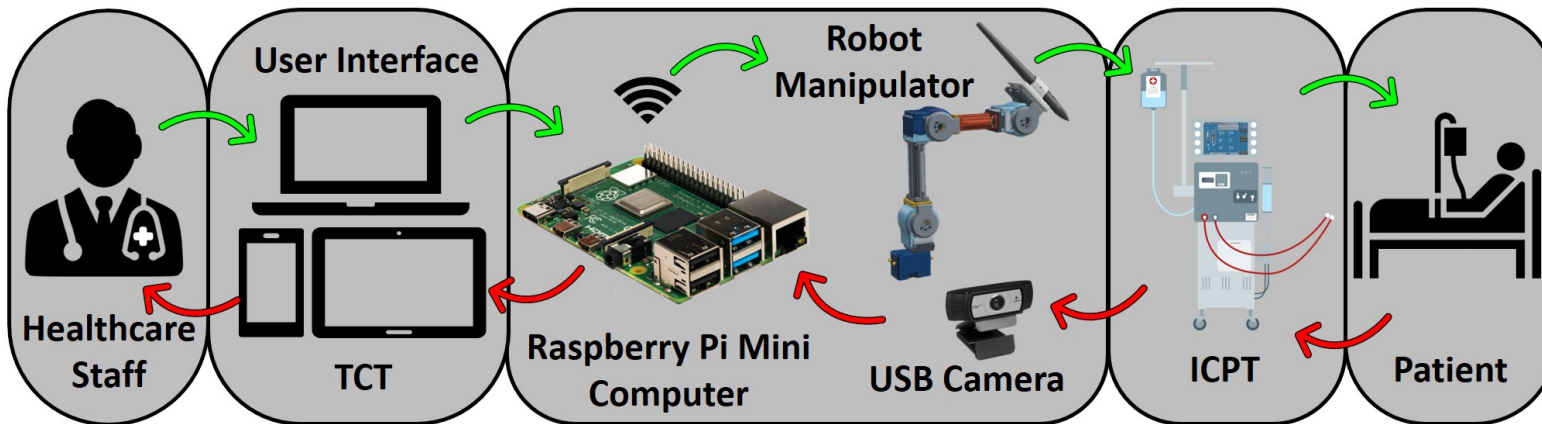 User Interface
Robot
Manipulator
Healthcare
Staff
TCT
Raspberry Pi Mini
Computer
USB Camera
ICPT
Patient